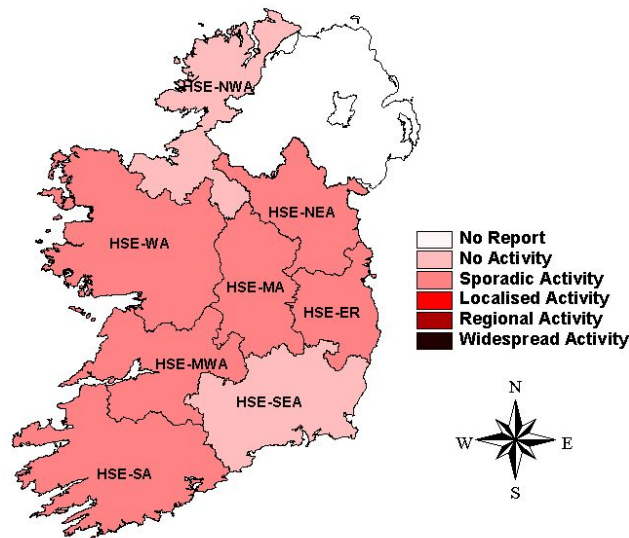 HSE-NWA
HSE-NEA
HSE-WA
HSE-MA
HSE-ER
HSE-MWA
HSE-SEA
HSE-SA
No Report
No Activity
Sporadic Activity
Localised Activity
Regional Activity
Widespread Activity
N
W
E
S